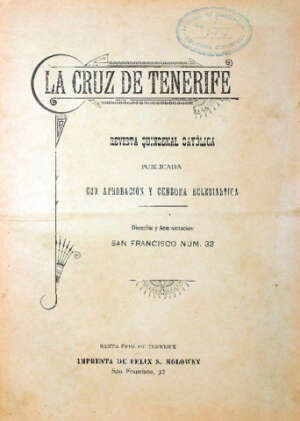 LA CRUZ DE TENERIFE
REVISTA QUINCENAL CATÓLICA
PUBLICADA
CON APROBACIÓN Y CENSURA ECLESIÁSTICA
Dirección y Administración
SAN FRANCISCO NÚM. 32
SANTA CRUZ DE TENERIFE
IMPRENTA DE FELIX S. MOLOWNY
San Francisco, 32